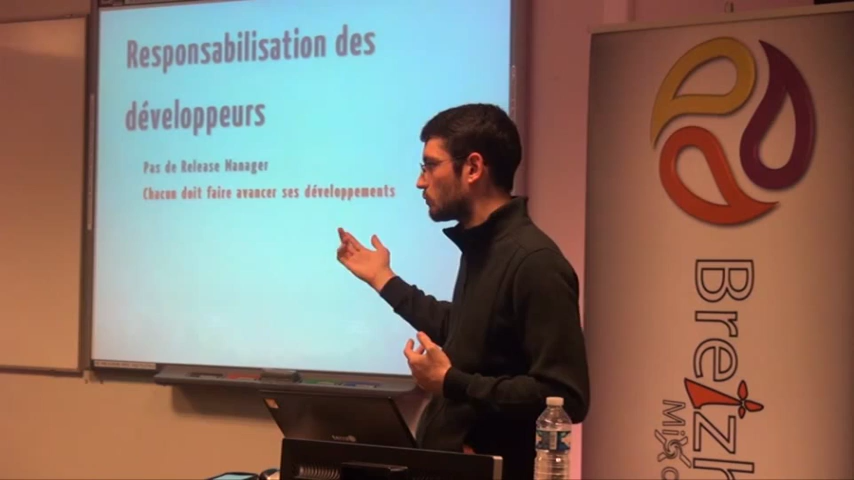 Responsabilisation des
développeurs
Pas de Release Manager
Chacun doit faire avancer ses développements
Breizh